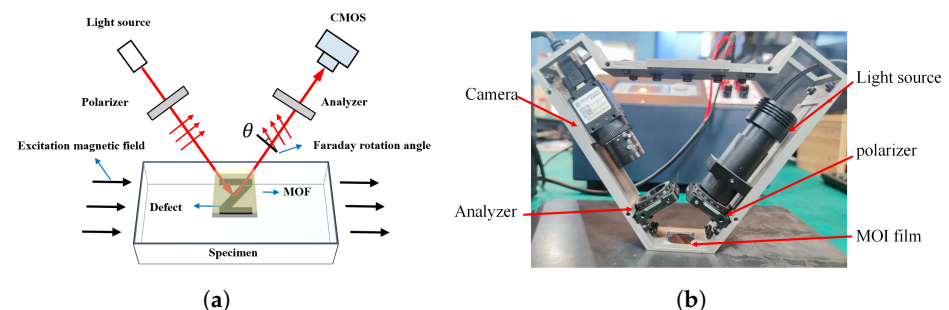 Light source
CMOS
Polarizer
Analyzer
θ
Excitation magnetic field
Faraday rotation angle
MOF
Defect
Specimen
(a)
Camera
Light source
polarizer
Analyzer
MOI film
(b)